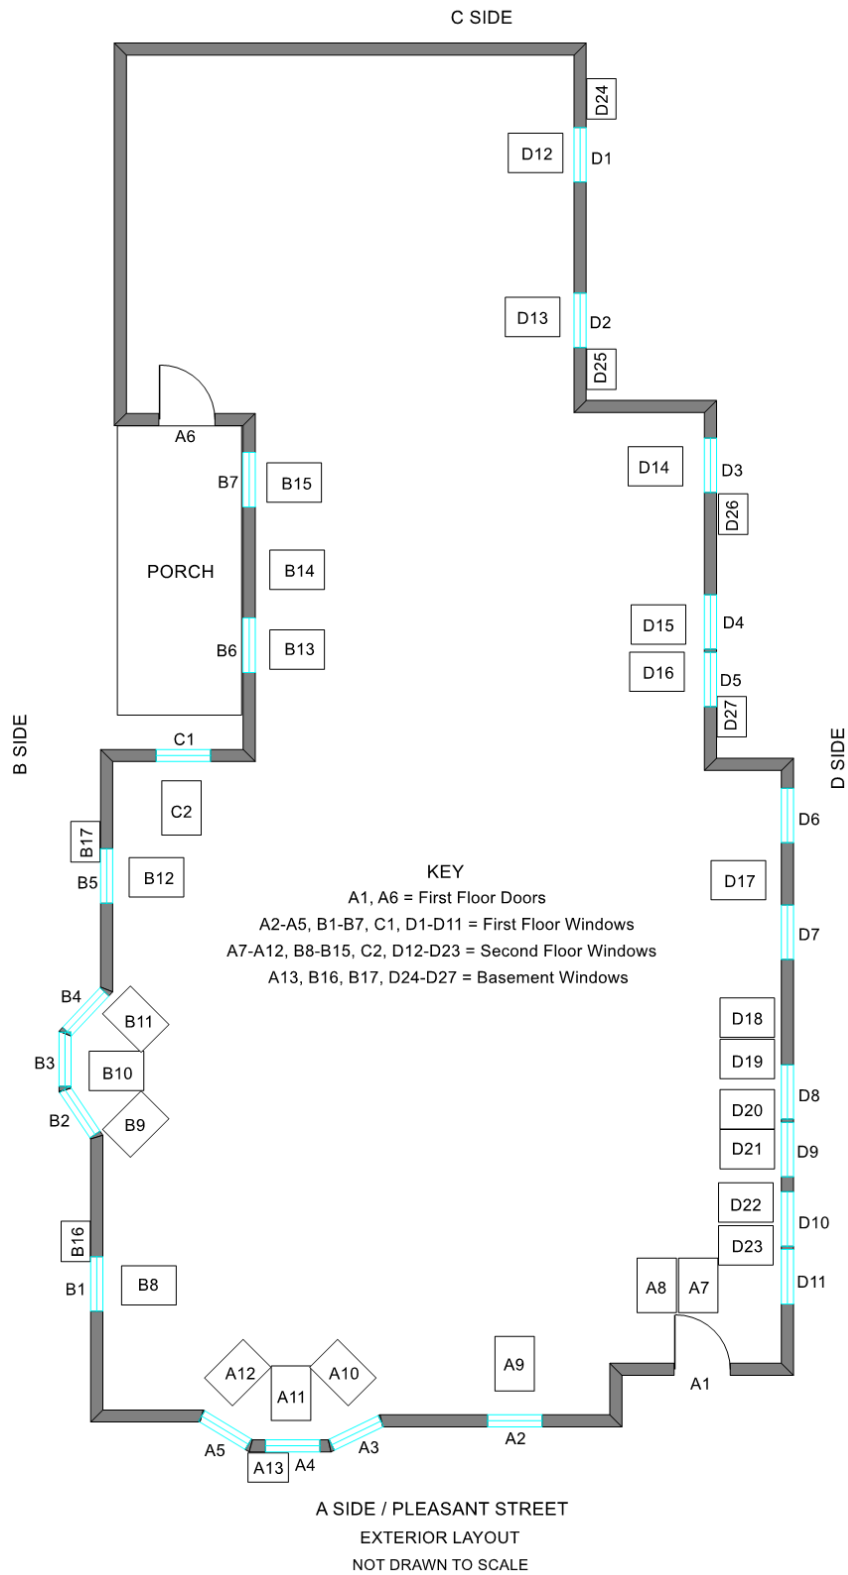 C SIDE
D24
D12
D1
D13
D2
D25
A6
D14
D3
B7
B15
D26
PORCH
B14
D15
D4
B6
B13
D16
D5
D27
C1
B SIDE
D SIDE
C2
D6
B17
B5
B12
KEY
D17
A1, A6 = First Floor Doors
A2-A5, B1-B7, C1, D1-D11 = First Floor Windows
D7
A7-A12, B8-B15, C2, D12-D23 = Second Floor Windows
A13, B16, B17, D24-D27 = Basement Windows
B4
B11
D18
B3
B10
D19
D8
B2
B9
D20
D21
D9
D22
D10
B16
D23
B1
B8
A8
A7
D11
A12
A11
A10
A9
A1
A5
A13
A4
A3
A2
A SIDE / PLEASANT STREET
EXTERIOR LAYOUT
NOT DRAWN TO SCALE